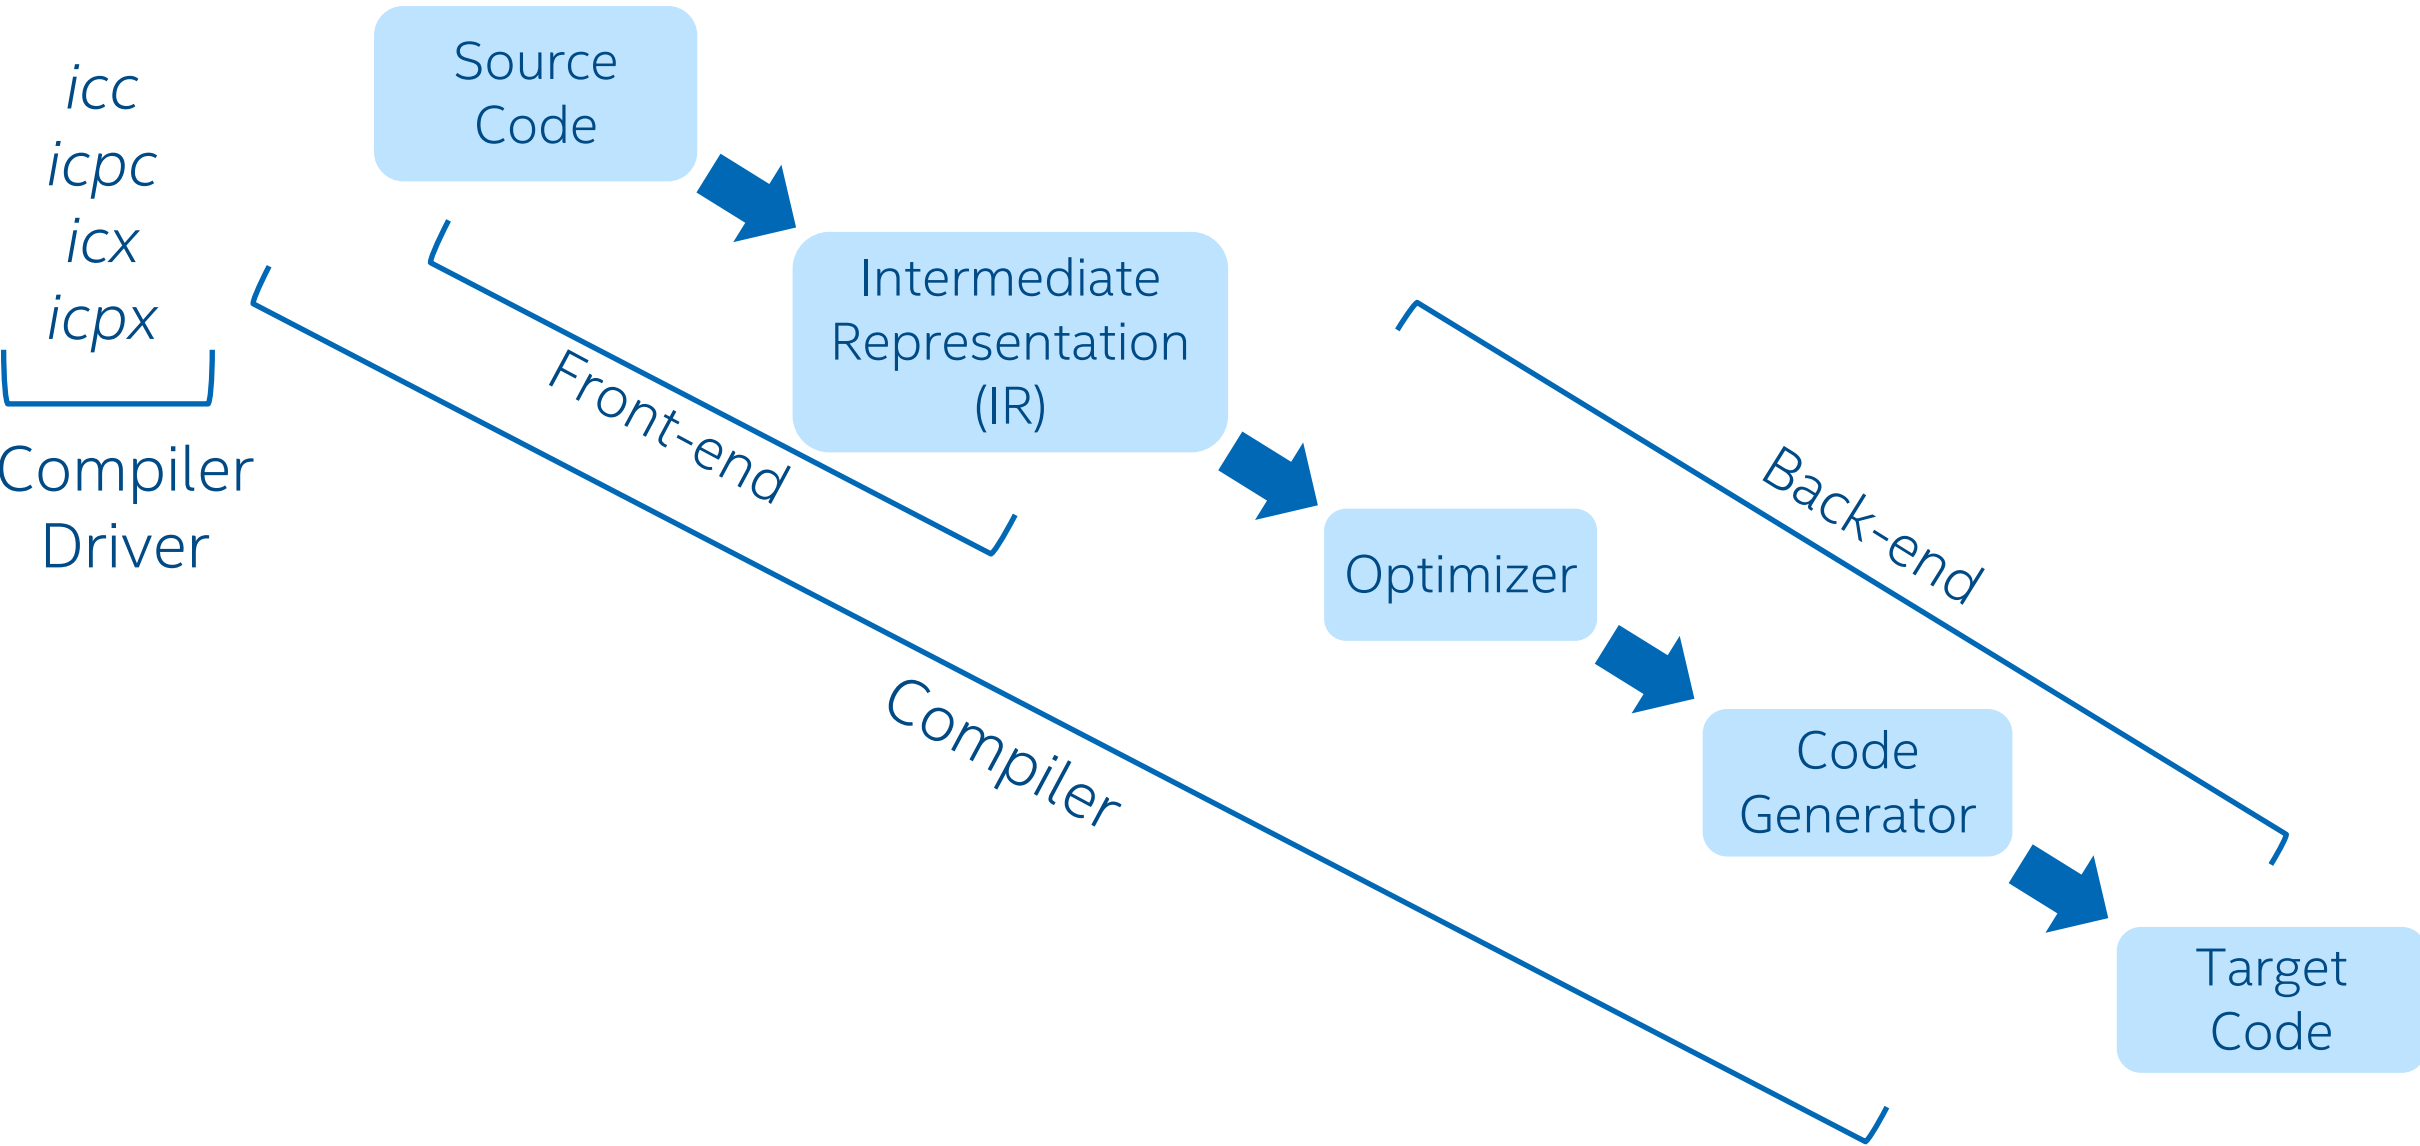 icc
icpc
icx
icpx
Compiler
Driver
Source
Code
Intermediate
Representation
(IR)
Front-end
Compiler
Optimizer
Back-end
Code
Generator
Target
Code